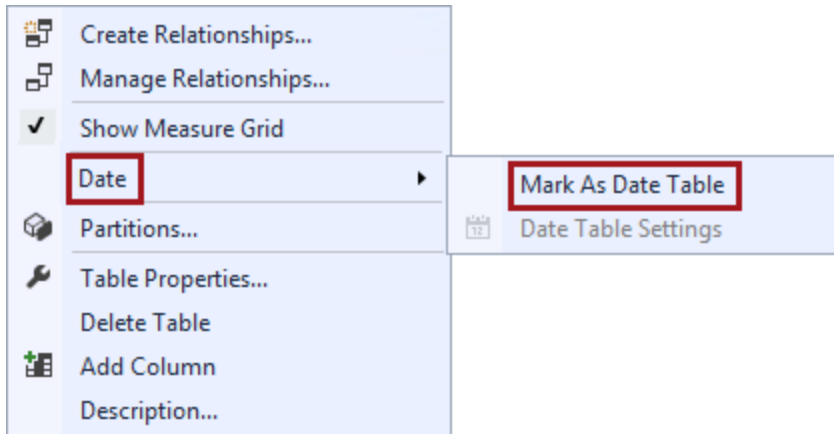 Create Relationships...
Manage Relationships...
Show Measure Grid
Date
Mark As Date Table
Partitions...
12
Date Table Settings
Table Properties...
Delete Table
Add Column
Description...